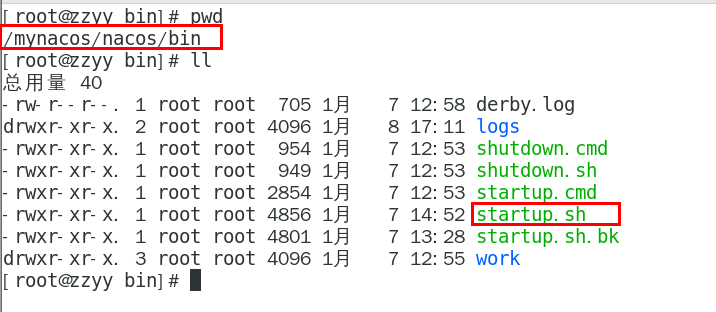 [root@zzyy bin]# pwd
/mynacos/nacos/bin
[root@zzyy bin]# ll
总用量 40
-rw-r--r--. 1 root root  705 1月   7 12:58 derby.log
drwxr-xr-x. 2 root root 4096 1月   8 17:11 logs
-rwxr-xr-x. 1 root root  954 1月   7 12:53 shutdown.cmd
-rwxr-xr-x. 1 root root  949 1月   7 12:53 shutdown.sh
-rwxr-xr-x. 1 root root 2854 1月   7 12:53 startup.cmd
-rwxr-xr-x. 1 root root 4856 1月   7 14:52 startup.sh
-rwxr-xr-x. 1 root root 4801 1月   7 13:28 startup.sh.bk
drwxr-xr-x. 3 root root 4096 1月   7 12:55 work
[root@zzyy bin]#